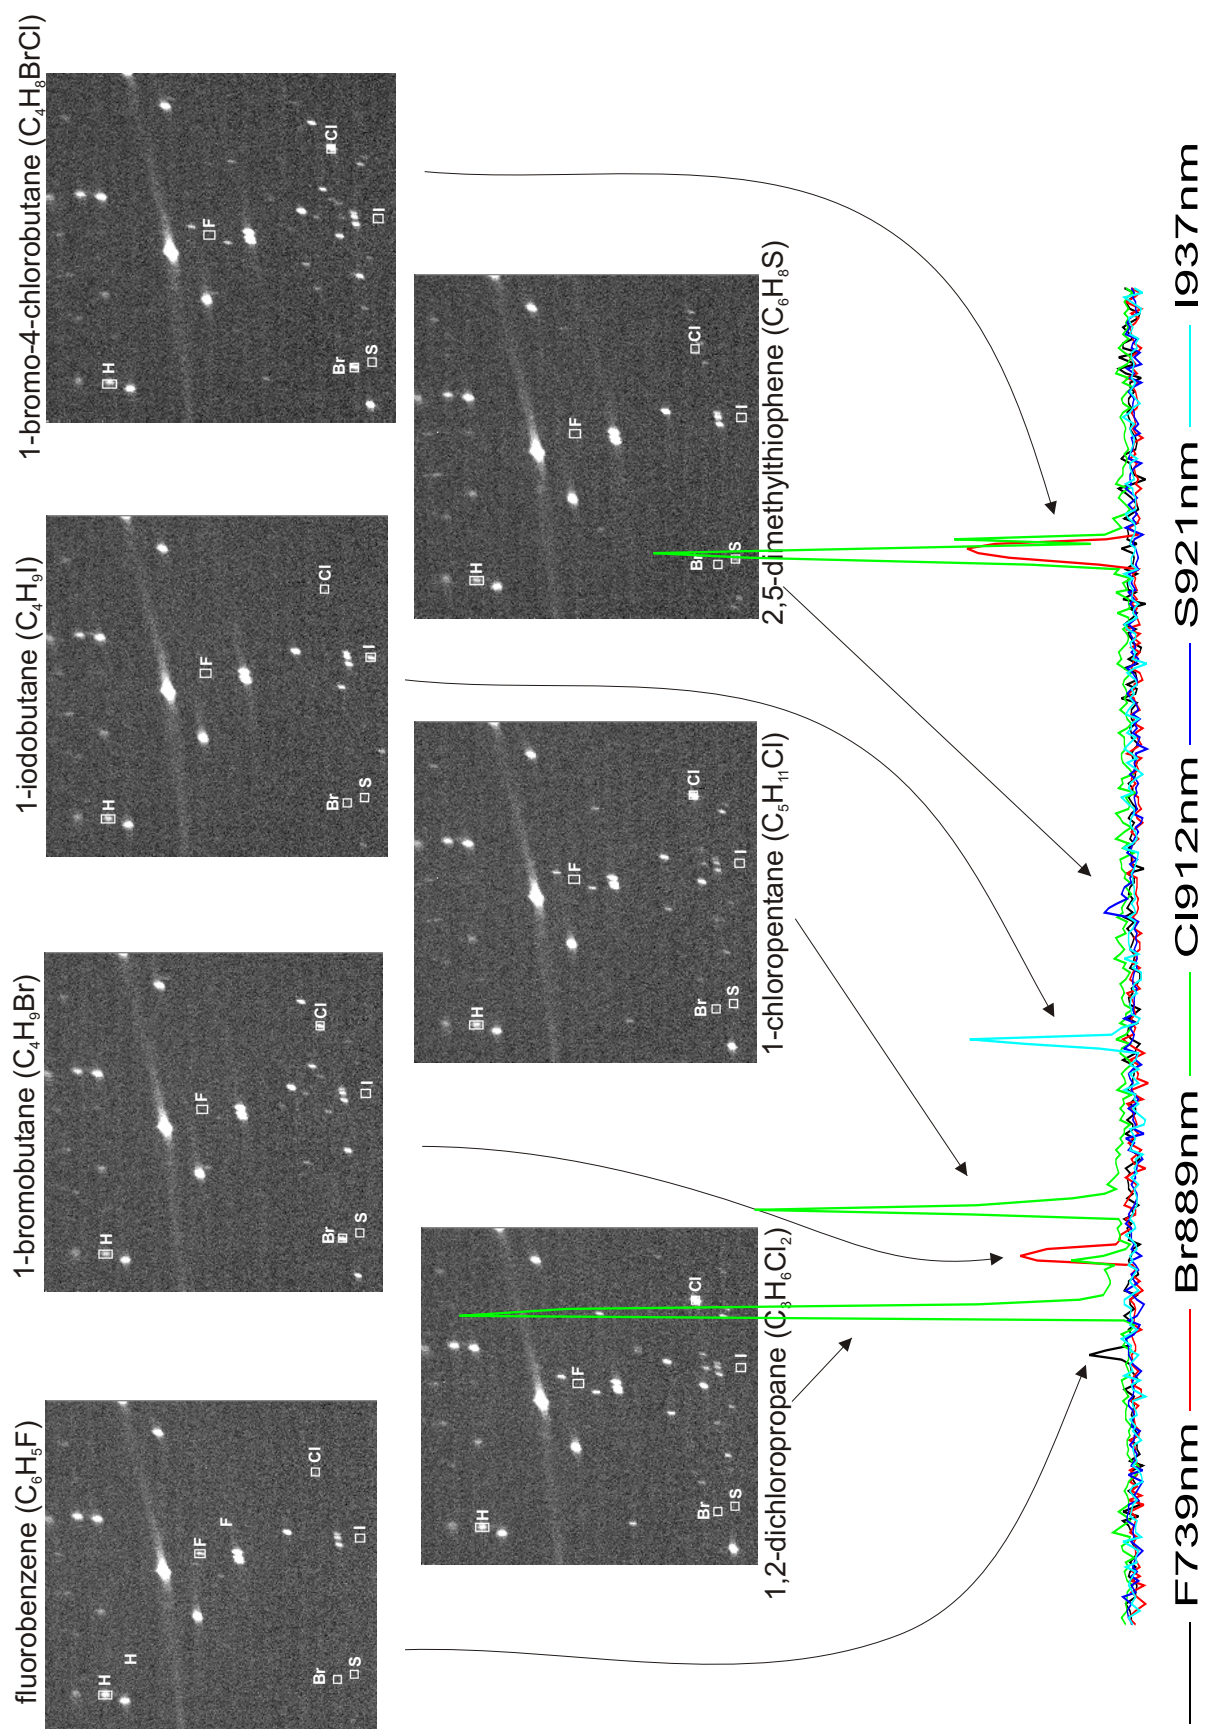 fluorobenzene (C₆H₅F)
H
H
F
F
Br
S
Cl
I
1-bromobutane (C₄H₉Br)
H
F
Br
S
Cl
I
1-iodobutane (C₄H₉I)
H
F
Br
S
Cl
I
1-bromo-4-chlorobutane (C₄H₈BrCl)
H
F
Br
S
Cl
I
H
F
Br
S
Cl
I
1,2-dichloropropane (C₃H₆Cl₂)
H
F
Br
S
Cl
I
1-chloropentane (C₅H₁₁Cl)
H
F
Br
S
Cl
I
2,5-dimethylthiophene (C₆H₈S)
F739nm
Br889nm
Cl912nm
S921nm
I937nm